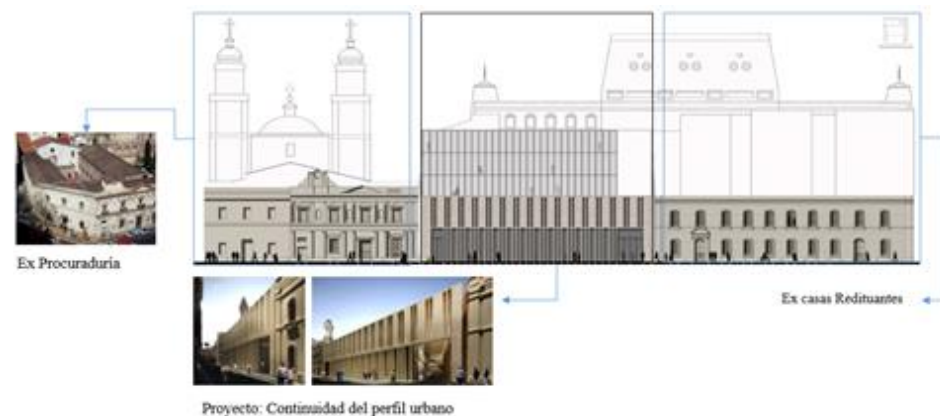 Ex Procuraduría
Ex casas Redituantes
Proyecto: Continuidad del perfil urbano